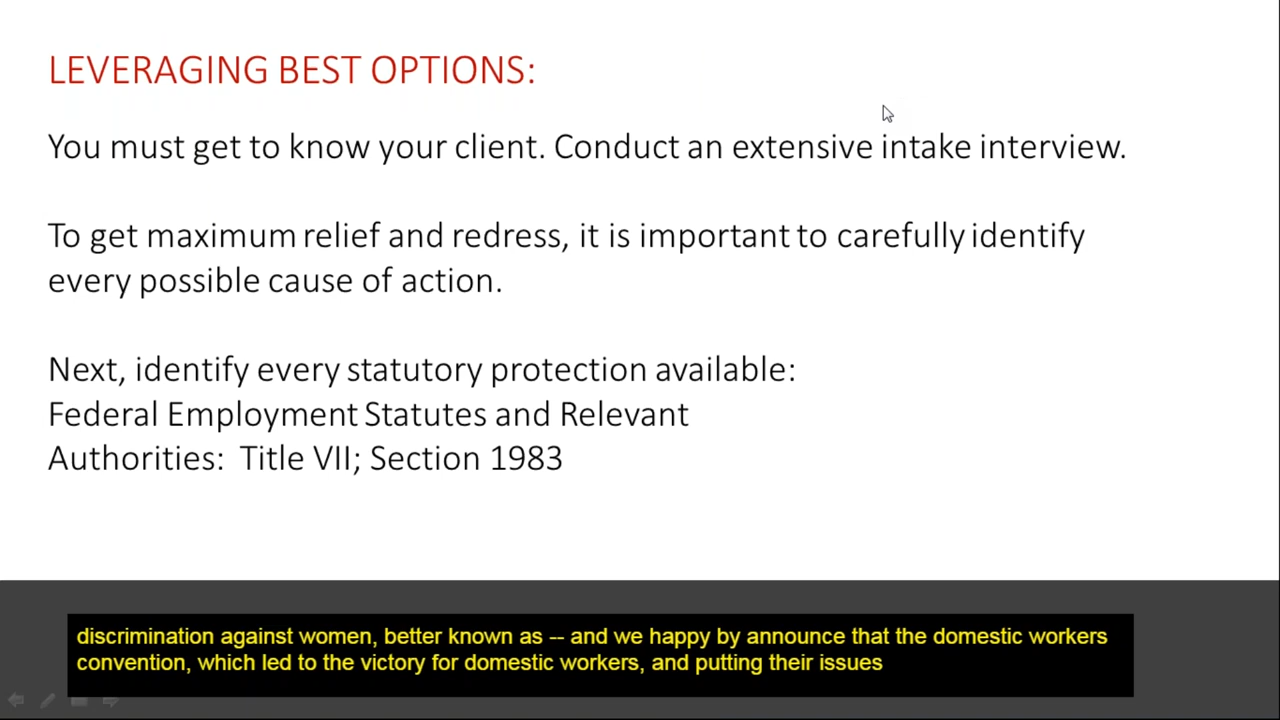 LEVERAGING BEST OPTIONS:
You must get to know your client. Conduct an extensive intake interview.
To get maximum relief and redress, it is important to carefully identify
every possible cause of action.
Next, identify every statutory protection available:
Federal Employment Statutes and Relevant
Authorities: Title VII; Section 1983
discrimination against women, better known as -- and we happy by announce that the domestic workers
convention, which led to the victory for domestic workers, and putting their issues